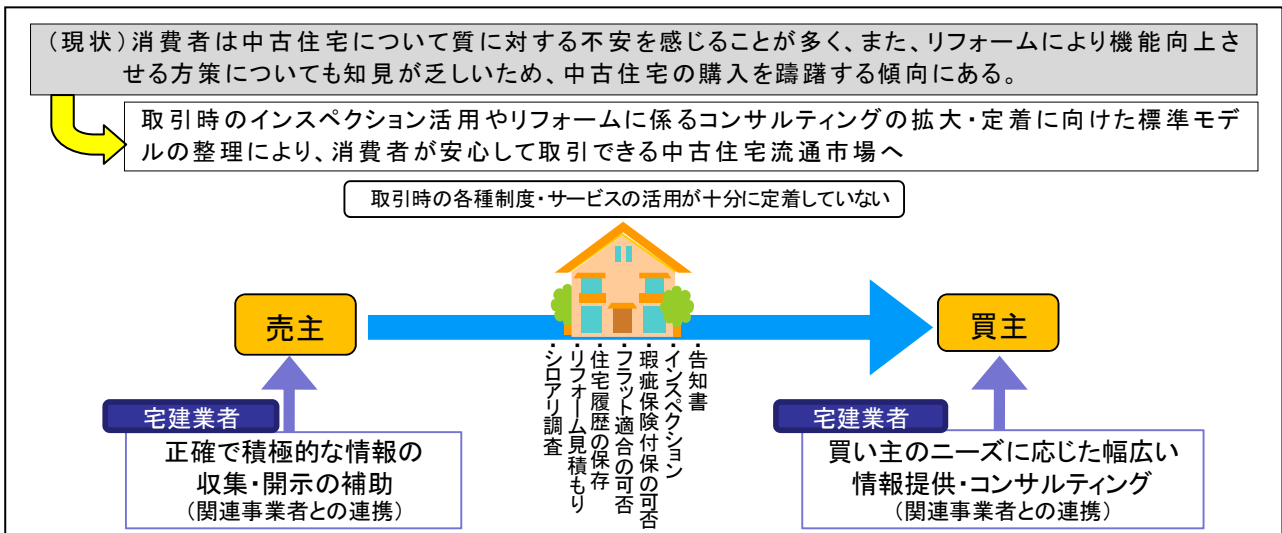 (現状)消費者は中古住宅について質に対する不安を感じることが多く、また、リフォームにより機能向上さ
せる方策についても知見が乏しいため、中古住宅の購入を躊躇する傾向にある。
取引時のインスペクション活用やリフォームに係るコンサルティングの拡大・定着に向けた標準モデ
ルの整理により、消費者が安心して取引できる中古住宅流通市場へ
取引時の各種制度・サービスの活用が十分に定着していない
売主
買主
・告知書
・インスペクション
・瑕疵保険付保の可否
・フラット適合の可否
・住宅履歴の保存
・リフォーム見積もり
・シロアリ調査
宅建業者
正確で積極的な情報の
収集・開示の補助
(関連事業者との連携)
宅建業者
買い主のニーズに応じた幅広い
情報提供・コンサルティング
(関連事業者との連携)